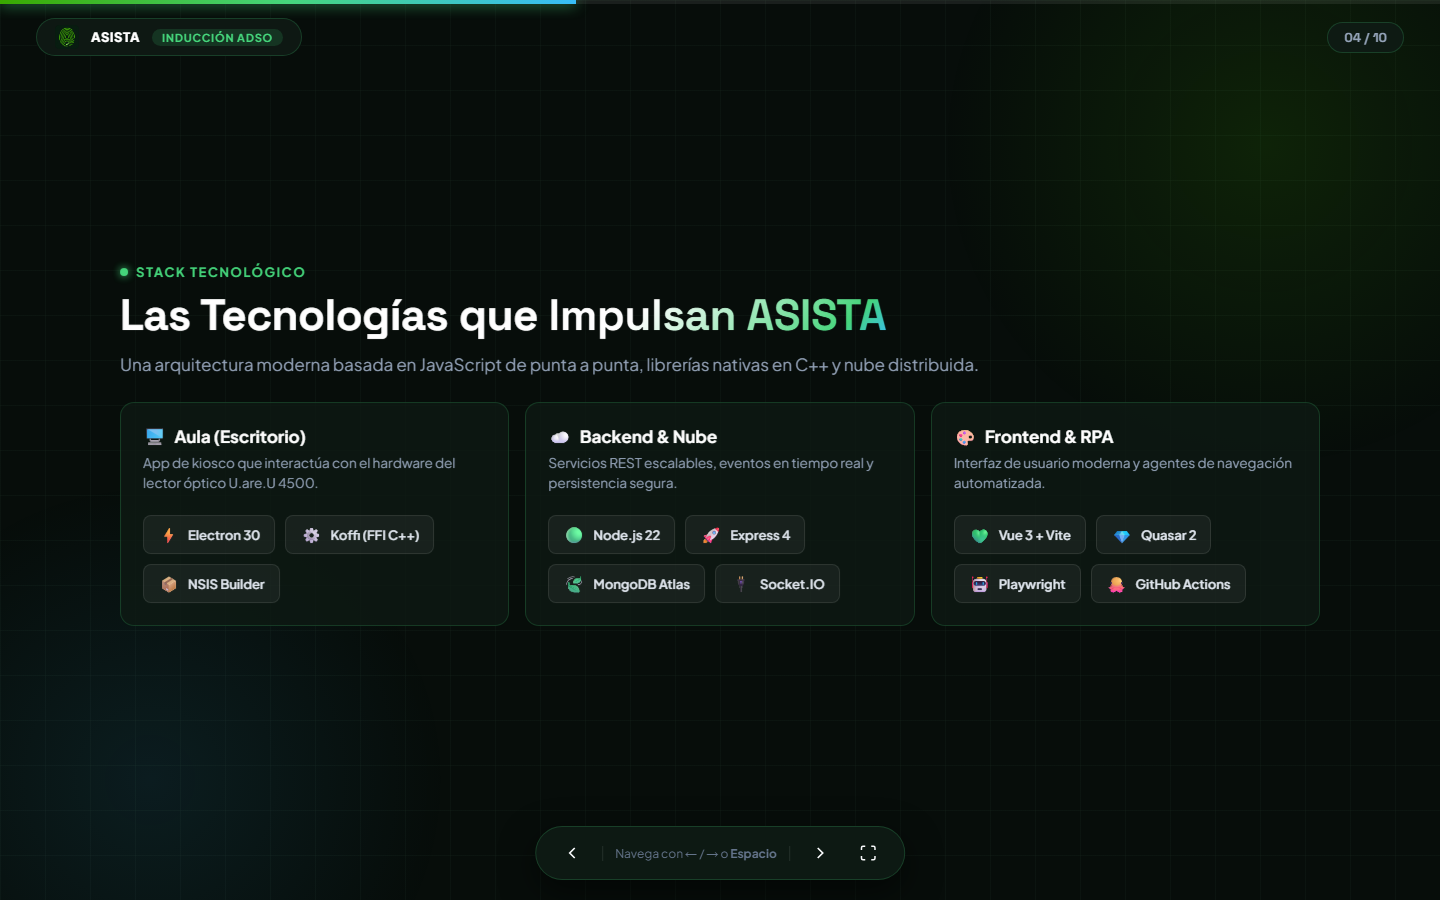 ASISTA INDUCCIÓN ADSO
04 / 10
STACK TECNOLÓGICO
Las Tecnologías que Impulsan ASISTA
Una arquitectura moderna basada en JavaScript de punta a punta, librerías nativas en C++ y nube distribuida.
Aula (Escritorio)
App de kiosco que interactúa con el hardware del
lector óptico U.are.U 4500.
Electron 30
Koffi (FFI C++)
NSIS Builder
Backend & Nube
Servicios REST escalables, eventos en tiempo real y
persistencia segura.
Node.js 22
Express 4
MongoDB Atlas
Socket.IO
Frontend & RPA
Interfaz de usuario moderna y agentes de navegación
automatizada.
Vue 3 + Vite
Quasar 2
Playwright
GitHub Actions
Navega con ← / → o Espacio